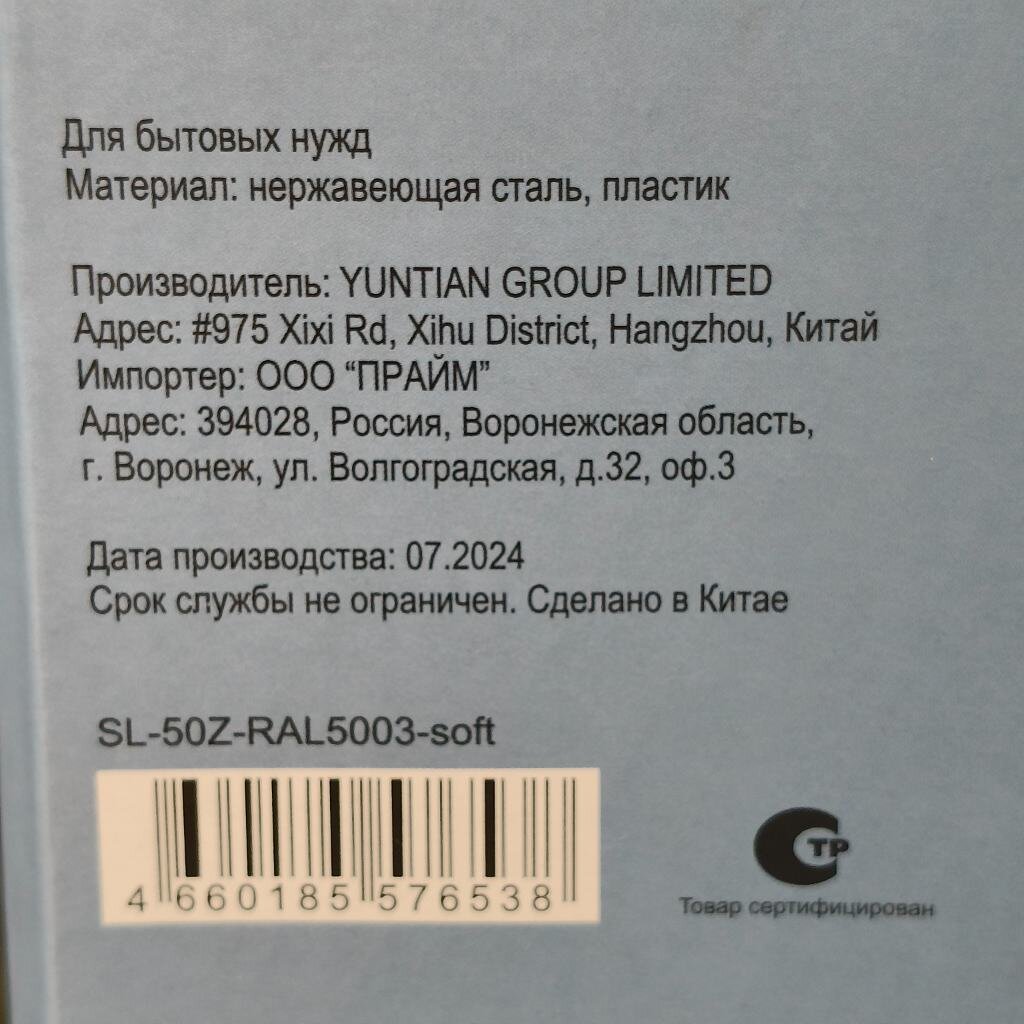 Для бытовых нужд
Материал: нержавеющая сталь, пластик
Производитель: YUNTIAN GROUP LIMITED
Адрес: #975 Xixi Rd, Xihu District, Hangzhou, Китай
Импортер: ООО “ПРАЙМ”
Адрес: 394028, Россия, Воронежская область,
г. Воронеж, ул. Волгоградская, д.32, оф.3
Дата производства: 07.2024
Срок службы не ограничен. Сделано в Китае
SL-50Z-RAL5003-soft
4 660185 576538
СТР
Товар сертифицирован